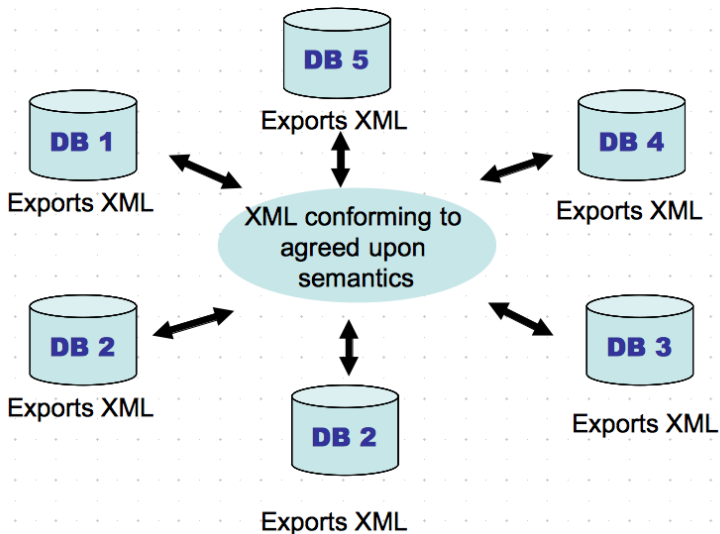 DB 5
Exports XML
DB 1
Exports XML
DB 4
Exports XML
XML conforming to
agreed upon
semantics
DB 2
Exports XML
DB 3
Exports XML
DB 2
Exports XML